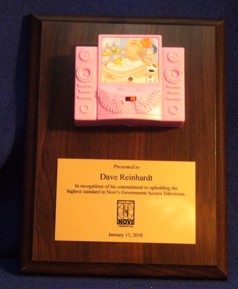 Presented to
Dave Reinhardt
In recognition of his commitment to upholding the
highest standard in Novi's Government Access Television.
NOVI
January 13, 2010